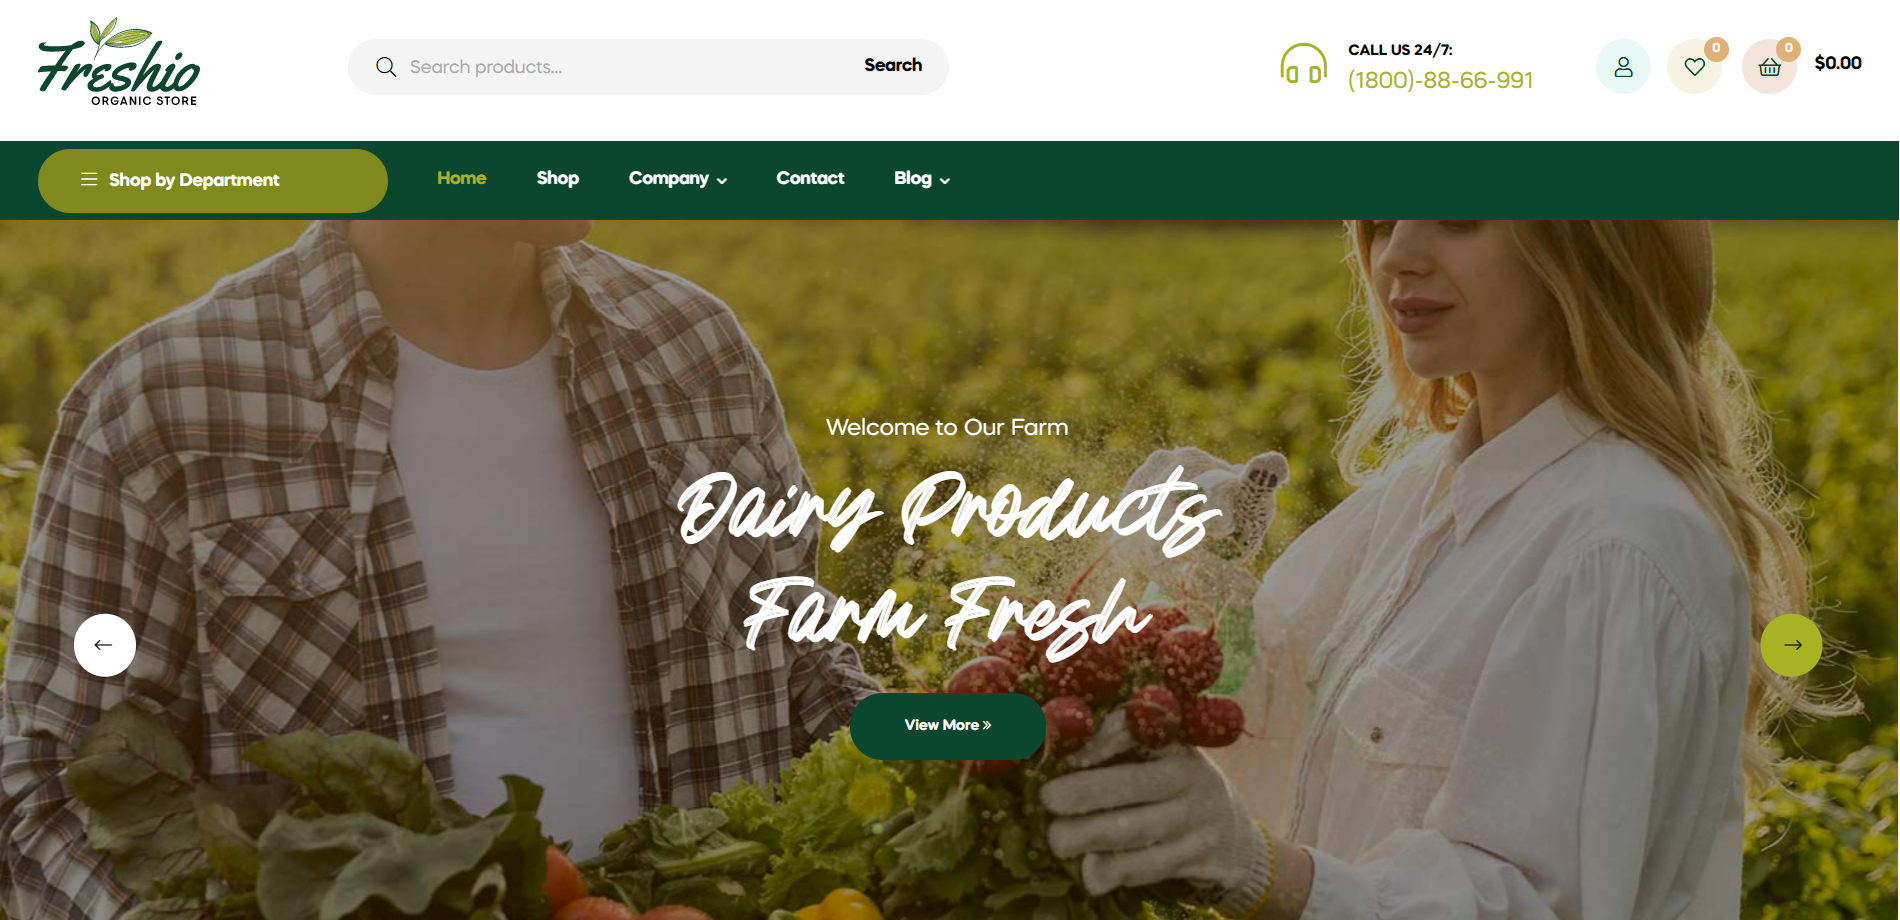 Freshio
ORGANIC STORE
Search products...
Search
CALL US 24/7:
(1800)-88-66-991
0
0
$0.00
Shop by Department
Home
Shop
Company
Contact
Blog
Welcome to Our Farm
Dairy Products
Farm Fresh
View More »